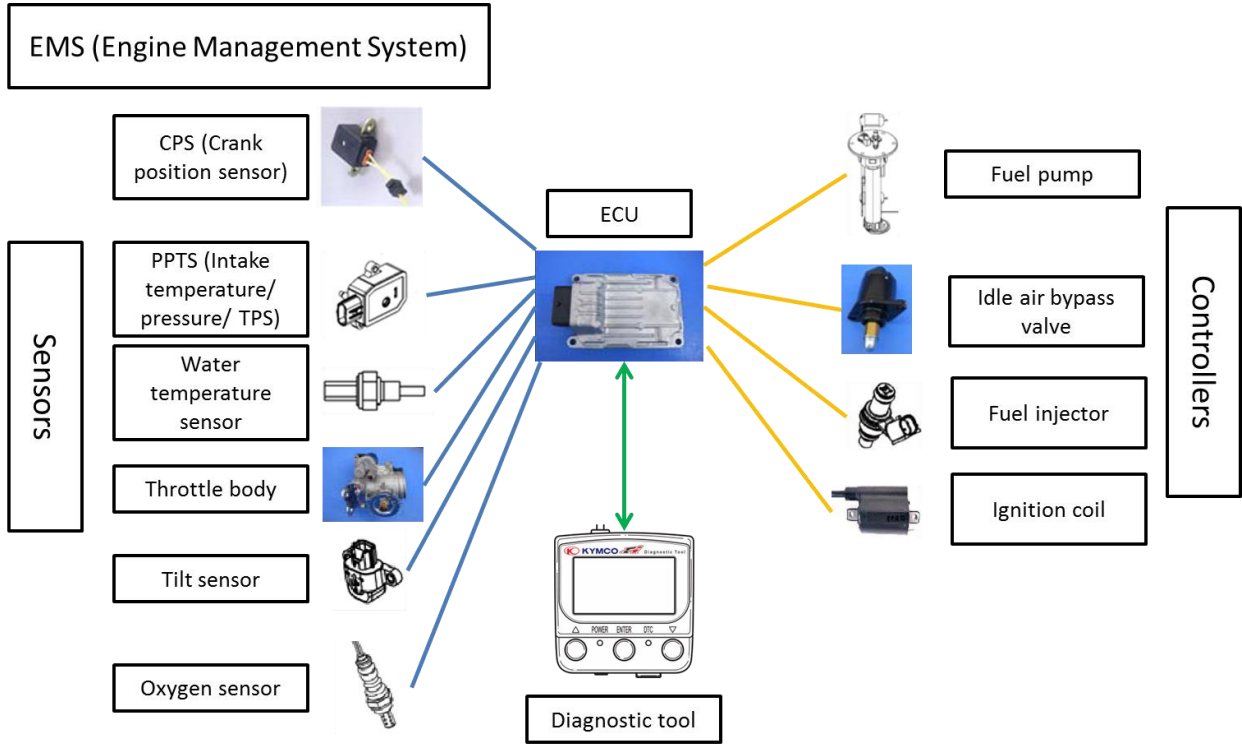 EMS (Engine Management System)
CPS (Crank
position sensor)
PPTS (Intake
temperature/
pressure/ TPS)
Water
temperature
sensor
Throttle body
Tilt sensor
Oxygen sensor
Sensors
ECU
KYMCO Diagnostic Tool
△ POWER ENTER DTC ▽
Diagnostic tool
Fuel pump
Idle air bypass
valve
Fuel injector
Ignition coil
Controllers